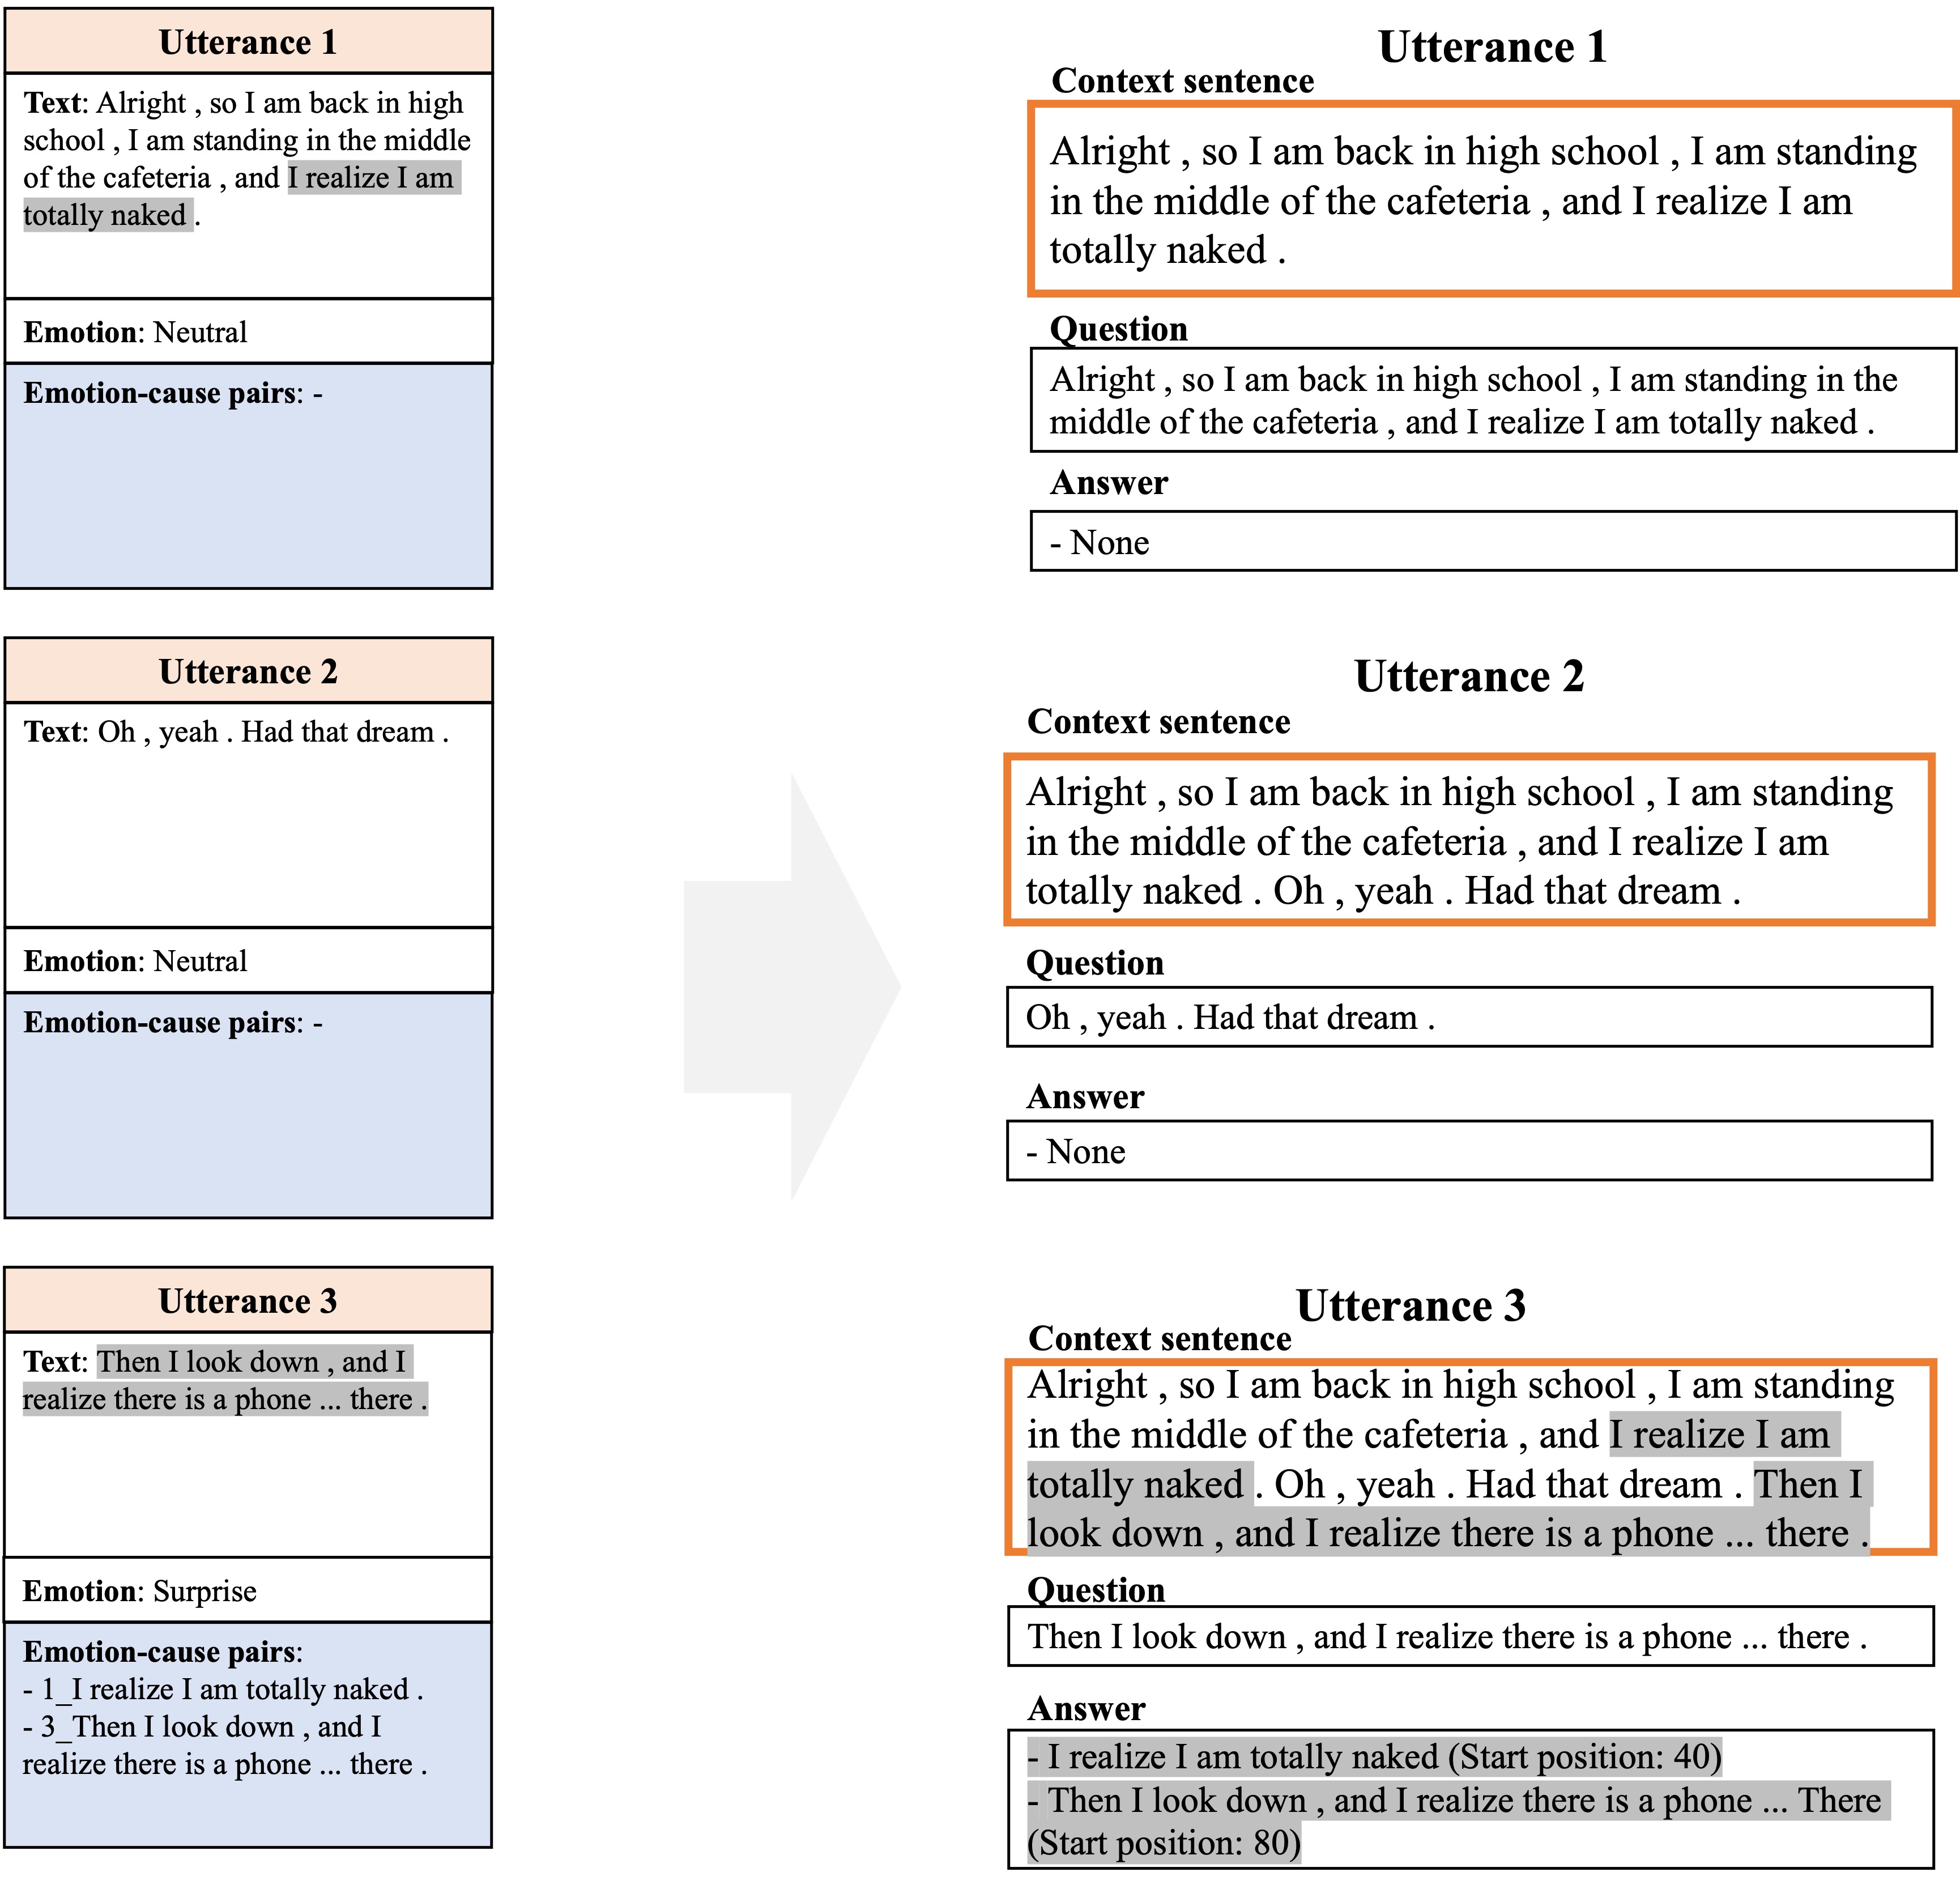 Utterance 1
Text: Alright , so I am back in high
school , I am standing in the middle
of the cafeteria , and I realize I am
totally naked .
Emotion: Neutral
Emotion-cause pairs: -
Utterance 2
Text: Oh , yeah . Had that dream .
Emotion: Neutral
Emotion-cause pairs: -
Utterance 3
Text: Then I look down , and I
realize there is a phone ... there .
Emotion: Surprise
Emotion-cause pairs:
- 1_I realize I am totally naked .
- 3_Then I look down , and I
realize there is a phone ... there .
Utterance 1
Context sentence
Alright , so I am back in high school , I am standing
in the middle of the cafeteria , and I realize I am
totally naked .
Question
Alright , so I am back in high school , I am standing in the
middle of the cafeteria , and I realize I am totally naked .
Answer
- None
Utterance 2
Context sentence
Alright , so I am back in high school , I am standing
in the middle of the cafeteria , and I realize I am
totally naked . Oh , yeah . Had that dream .
Question
Oh , yeah . Had that dream .
Answer
- None
Utterance 3
Context sentence
Alright , so I am back in high school , I am standing
in the middle of the cafeteria , and I realize I am
totally naked . Oh , yeah . Had that dream . Then I
look down , and I realize there is a phone ... there .
Question
Then I look down , and I realize there is a phone ... there .
Answer
- I realize I am totally naked (Start position: 40)
- Then I look down , and I realize there is a phone ... There
(Start position: 80)